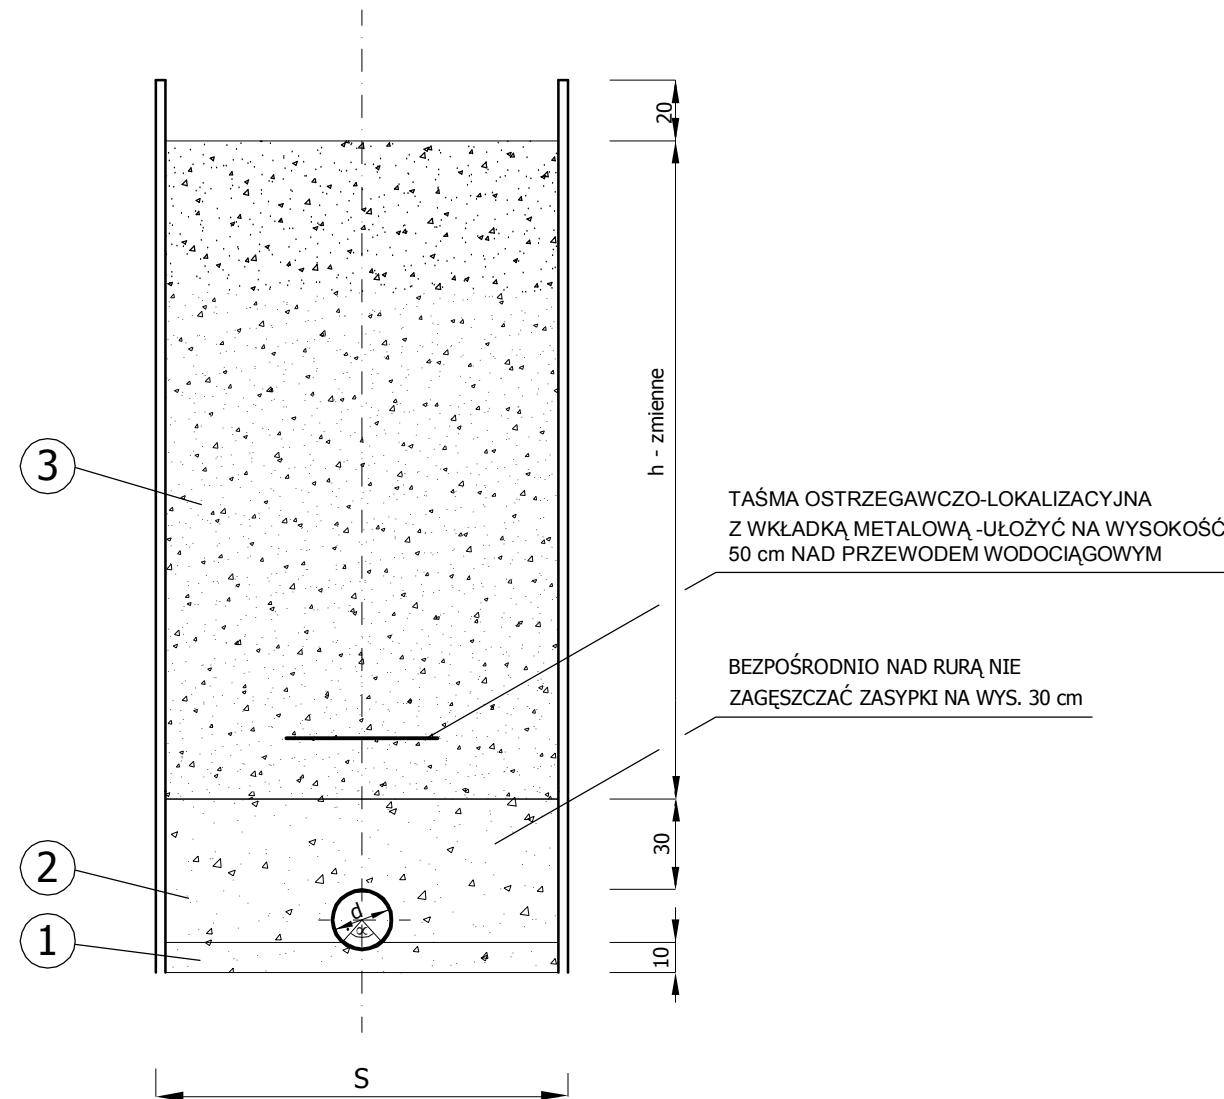 20
h - zmienne
3
TAŚMA OSTRZEGAWCZO-LOKALIZACYJNA
Z WKŁADKĄ METALOWĄ -UŁOŻYĆ NA WYSOKOŚĆ
50 cm NAD PRZEWODEM WODOCIĄGOWYM
BEZPOŚREDNIO NAD RURĄ NIE
ZAGĘSZCZAĆ ZASYPKI NA WYS. 30 cm
30
2
d
α
1
10
S